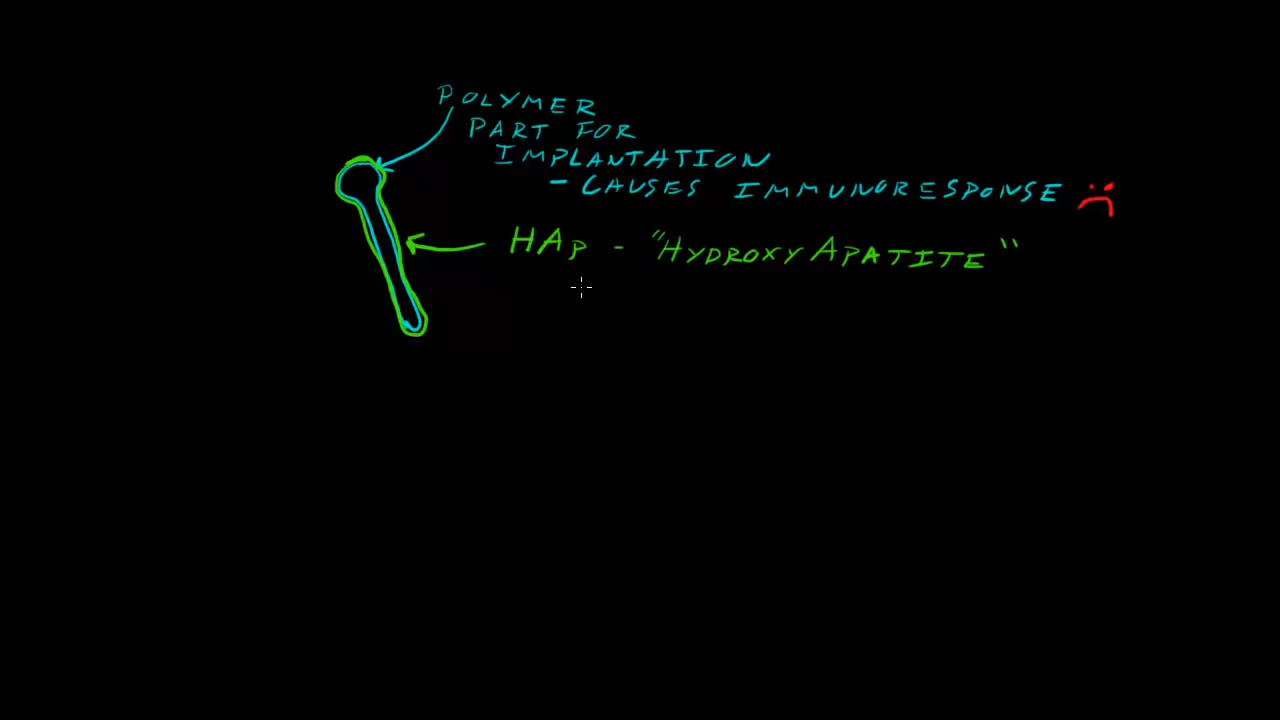 POLYMER
PART FOR
IMPLANTATION
- CAUSES IMMUNORESPONSE
HAp - "HYDROXYAPATITE"